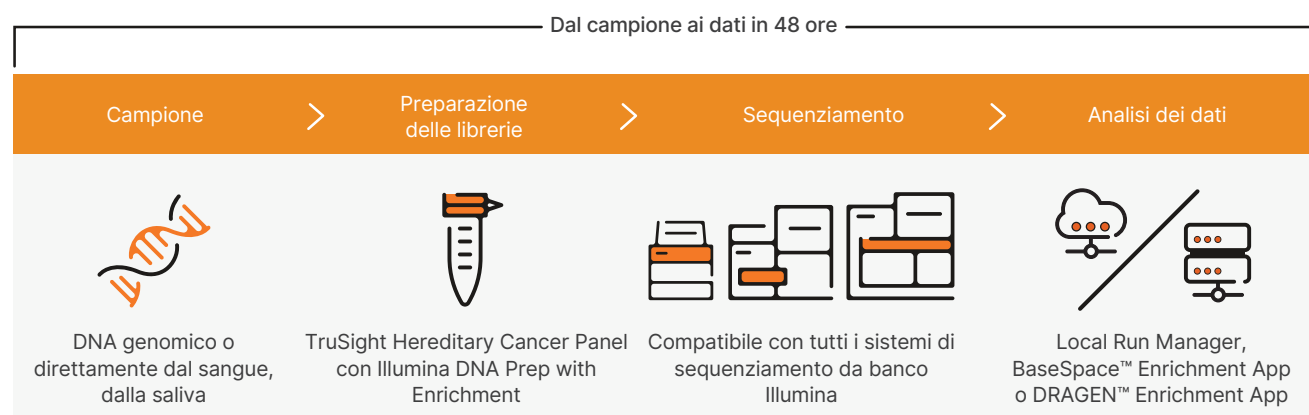 Dal campione ai dati in 48 ore
Campione
Preparazione
delle librerie
Sequenziamento
Analisi dei dati
DNA genomico o
direttamente dal sangue,
dalla saliva
TruSight Hereditary Cancer Panel
con Illumina DNA Prep with
Enrichment
Compatibile con tutti i sistemi di
sequenziamento da banco
Illumina
Local Run Manager,
BaseSpace™ Enrichment App
o DRAGEN™ Enrichment App